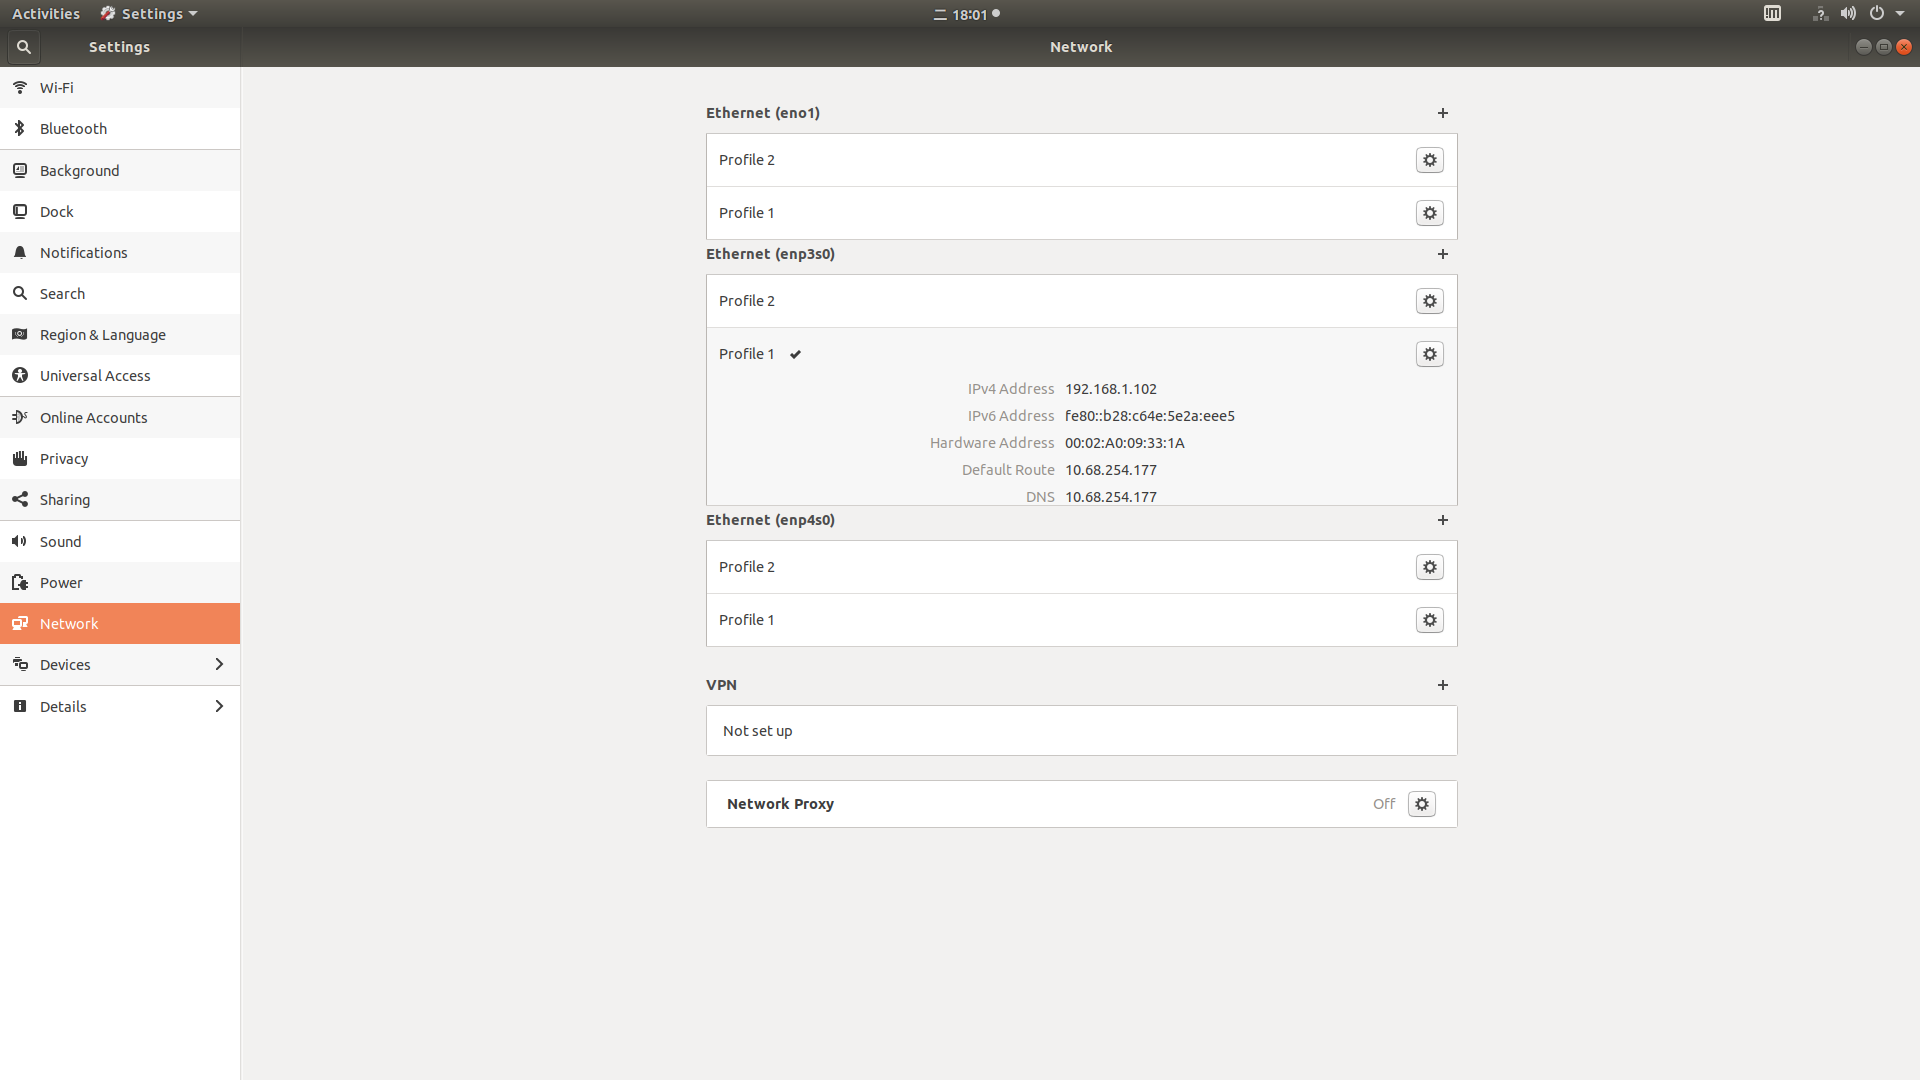 Activities
Settings
二 18:01
Settings
Network
Wi-Fi
Bluetooth
Background
Dock
Notifications
Search
Region & Language
Universal Access
Online Accounts
Privacy
Sharing
Sound
Power
Network
Devices
Details
Ethernet (eno1)
Profile 2
Profile 1
Ethernet (enp3s0)
Profile 2
Profile 1
IPv4 Address 192.168.1.102
IPv6 Address fe80::b28:c64e:5e2a:eee5
Hardware Address 00:02:A0:09:33:1A
Default Route 10.68.254.177
DNS 10.68.254.177
Ethernet (enp4s0)
Profile 2
Profile 1
VPN
Not set up
Network Proxy Off